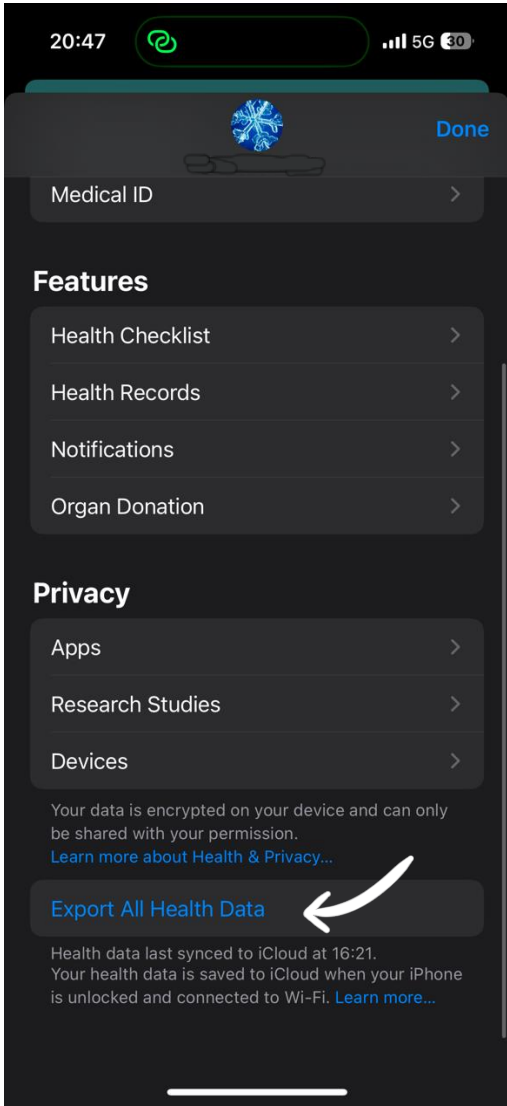 20:47
5G 30
Done
Medical ID
Features
Health Checklist
Health Records
Notifications
Organ Donation
Privacy
Apps
Research Studies
Devices
Your data is encrypted on your device and can only
be shared with your permission.
Learn more about Health & Privacy...
Export All Health Data
Health data last synced to iCloud at 16:21.
Your health data is saved to iCloud when your iPhone
is unlocked and connected to Wi-Fi. Learn more...